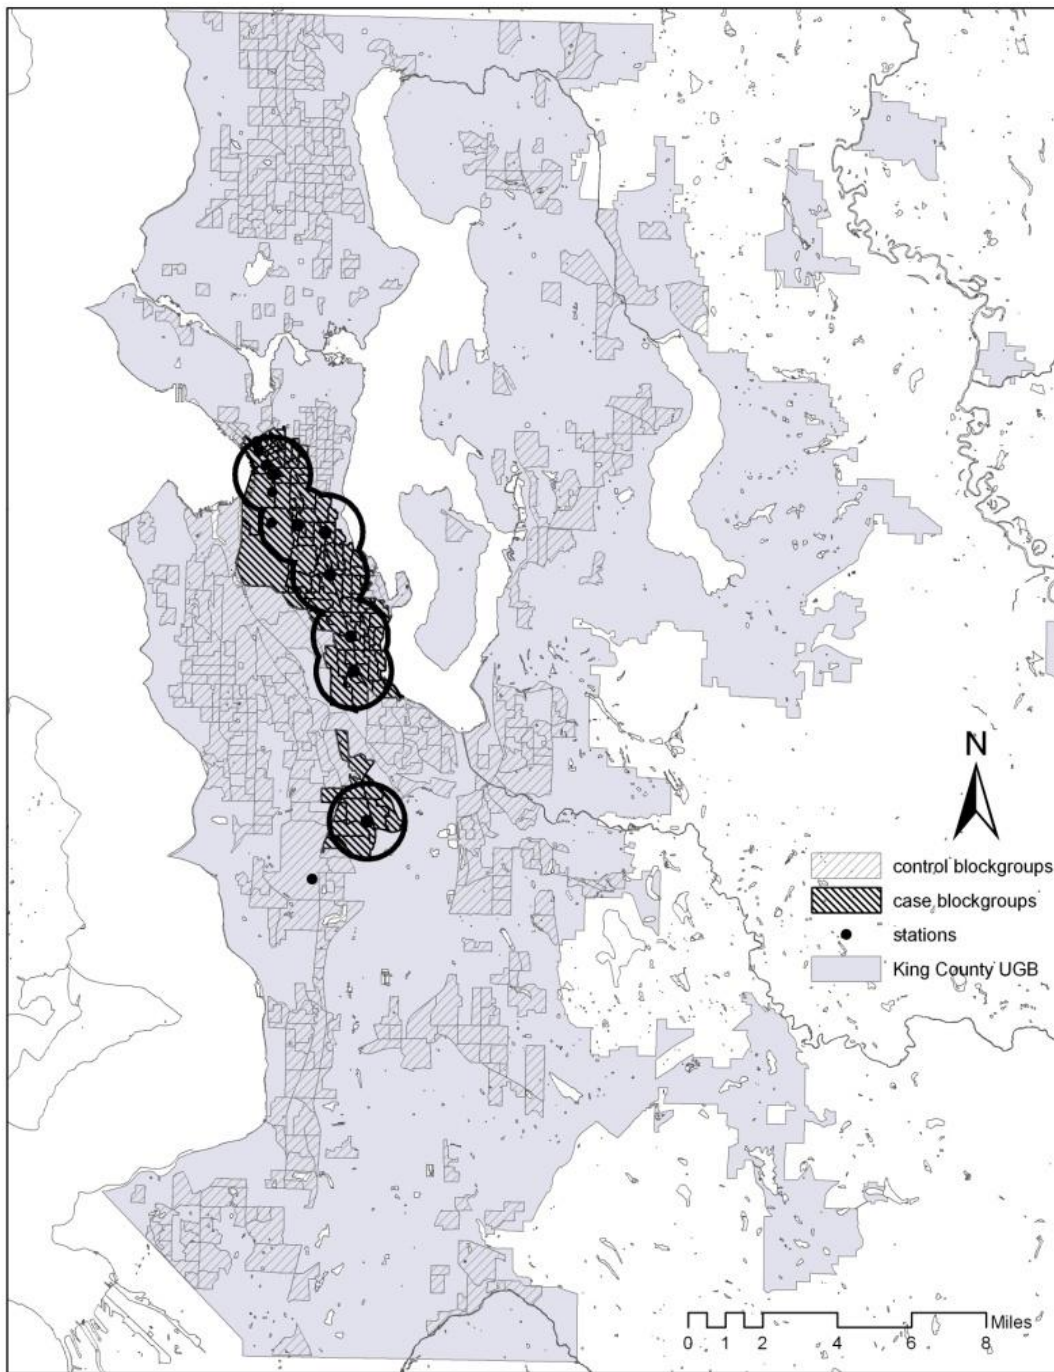 N
control blockgroups
case blockgroups
stations
King County UGB
Miles
0 1 2 4 6 8